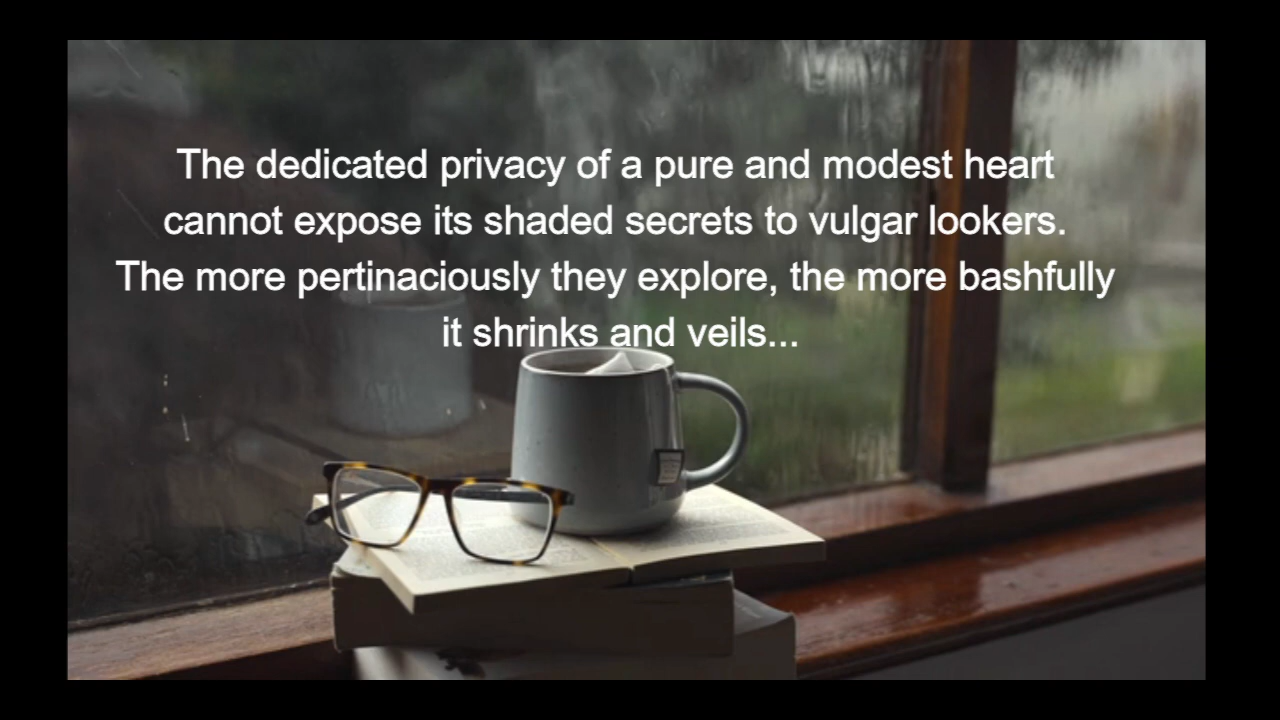 The dedicated privacy of a pure and modest heart
cannot expose its shaded secrets to vulgar lookers.
The more pertinaciously they explore, the more bashfully
it shrinks and veils...